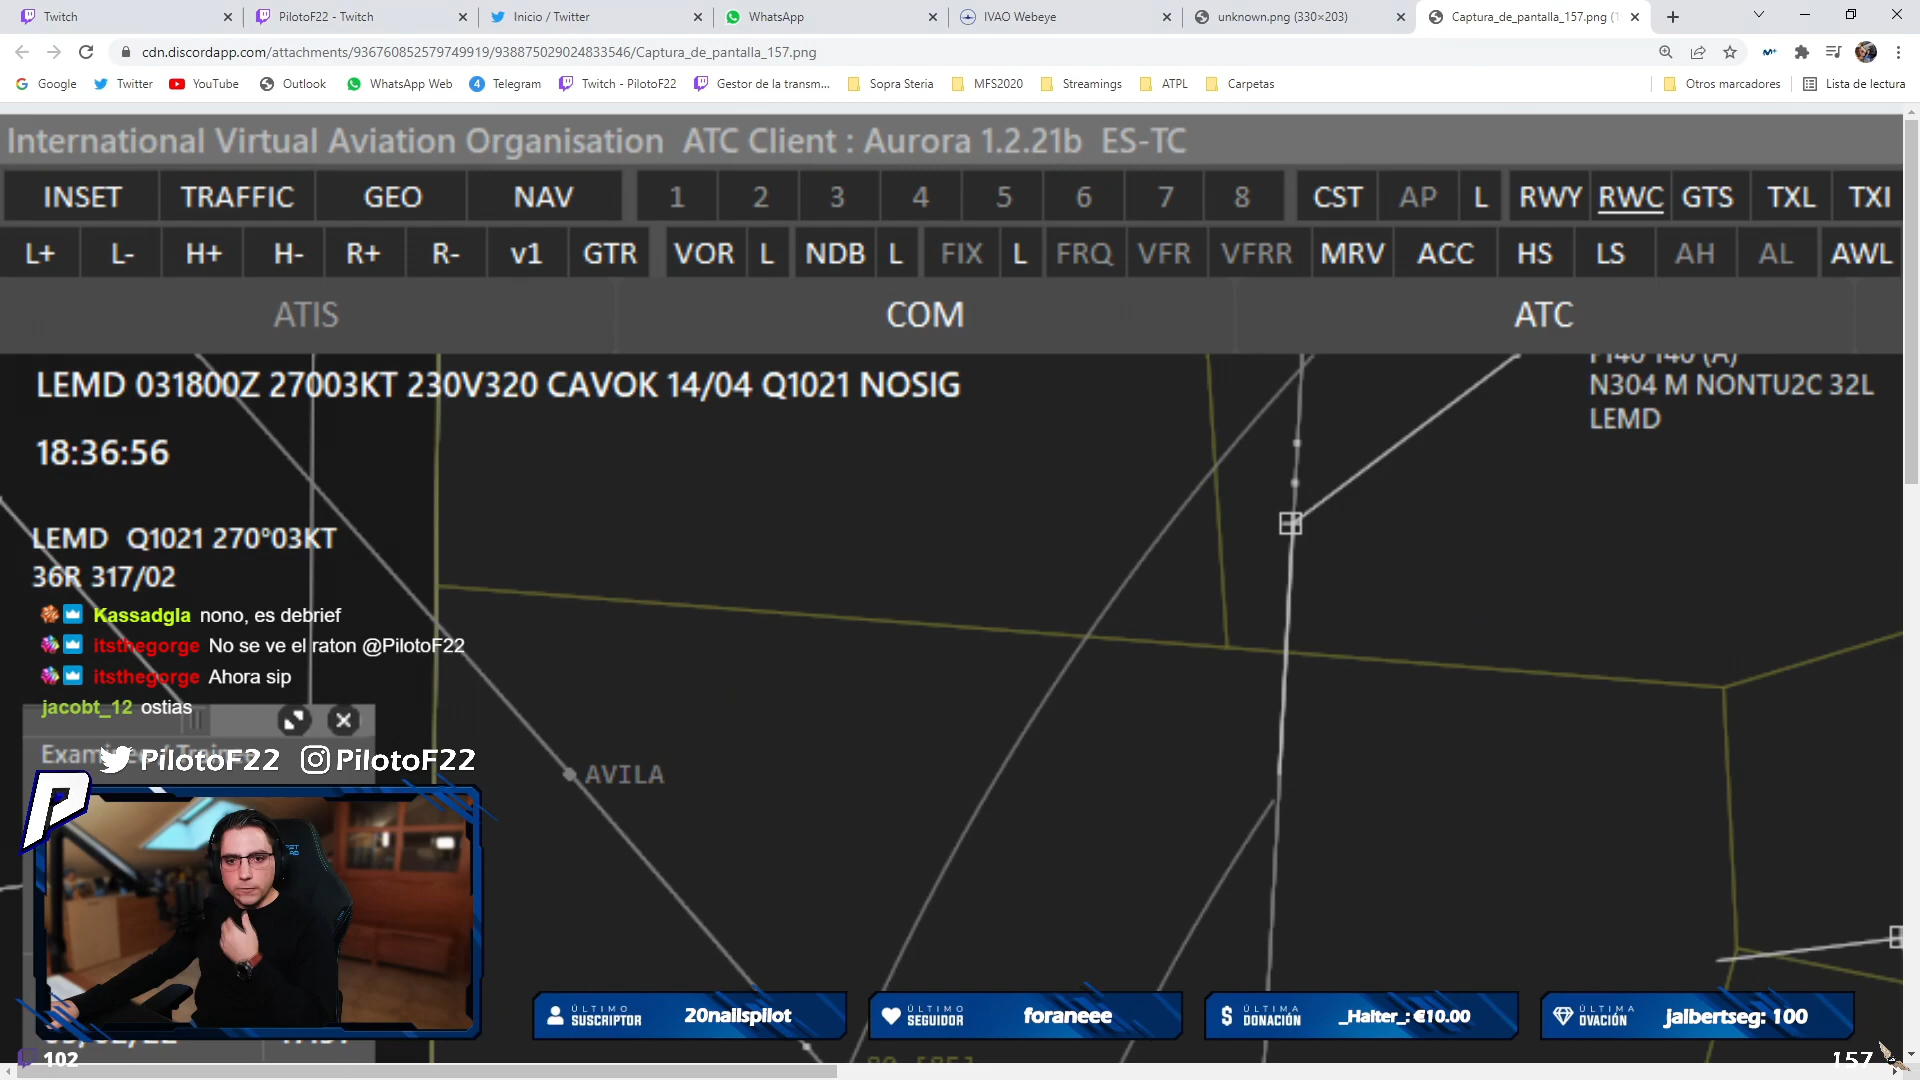 Twitch
PilotoF22 - Twitch
Inicio / Twitter
WhatsApp
IVAO Webeye
unknown.png (330×203)
Captura_de_pantalla_157.png (1
cdn.discordapp.com/attachments/936760852579749919/938875029024833546/Captura_de_pantalla_157.png
Google
Twitter
YouTube
Outlook
WhatsApp Web
Telegram
Twitch - PilotoF22
Gestor de la transm...
Sopra Steria
MFS2020
Streamings
ATPL
Carpetas
Otros marcadores
Lista de lectura
International Virtual Aviation Organisation ATC Client : Aurora 1.2.21b ES-TC
INSET TRAFFIC GEO NAV 1 2 3 4 5 6 7 8 CST AP L RWY RWC GTS TXL TXI
L+ L- H+ H- R+ R- v1 GTR VOR L NDB L FIX L FRQ VFR VFRR MRV ACC HS LS AH AL AWL
ATIS COM ATC
LEMD 031800Z 27003KT 230V320 CAVOK 14/04 Q1021 NOSIG
N304 M NONTU2C 32L
LEMD
18:36:56
LEMD Q1021 270°03KT
36R 317/02
Kassadgla nono, es debrief
itsthegorge No se ve el raton @PilotoF22
itsthegorge Ahora sip
jacobt_12 ostias
PilotoF22 PilotoF22
AVILA
ÚLTIMO SUSCRIPTOR 20nailspilot
ÚLTIMO SEGUIDOR foraneee
ÚLTIMA DONACIÓN _Halter_: €10.00
ÚLTIMA OVACIÓN jalbertseg: 100
102
157